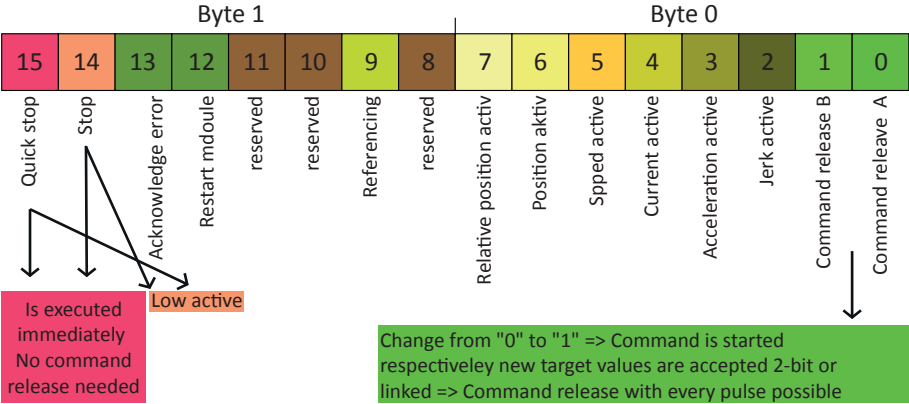 Byte 1
Byte 0
15
14
13
12
11
10
9
8
7
6
5
4
3
2
1
0
Quick stop
Stop
Acknowledge error
Restart mdoule
reserved
reserved
Referencing
reserved
Relative position activ
Position aktiv
Spped active
Current active
Acceleration active
Jerk active
Command release B
Command releave A
Is executed
immediately
No command
release needed
Low active
Change from "0" to "1" => Command is started
respectiveley new target values are accepted 2-bit or
linked => Command release with every pulse possible